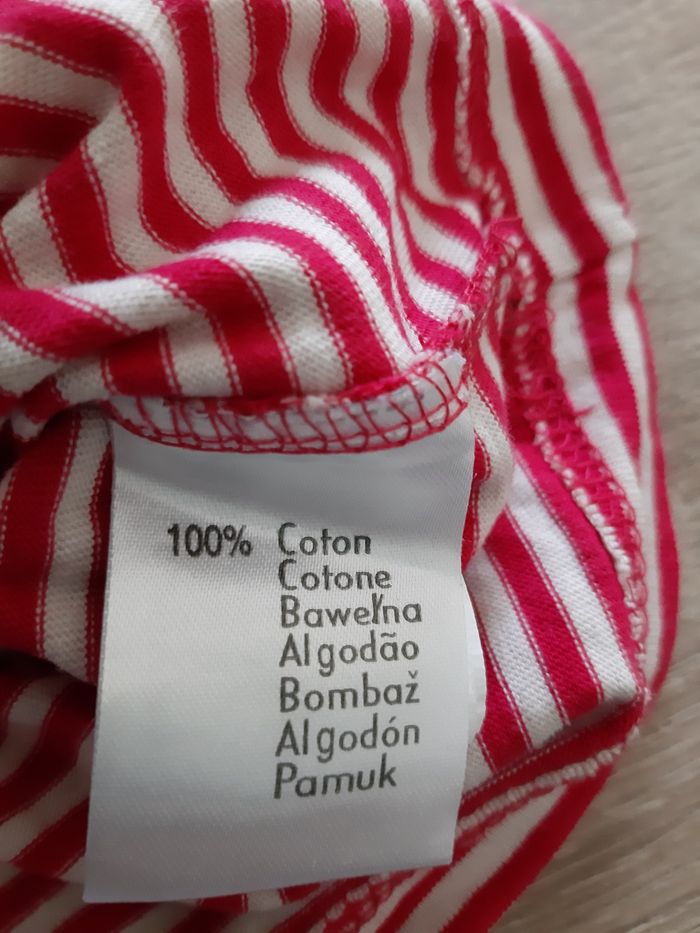 100% Coton
Cotone
Bawełna
Algodão
Bombaž
Algodón
Pamuk